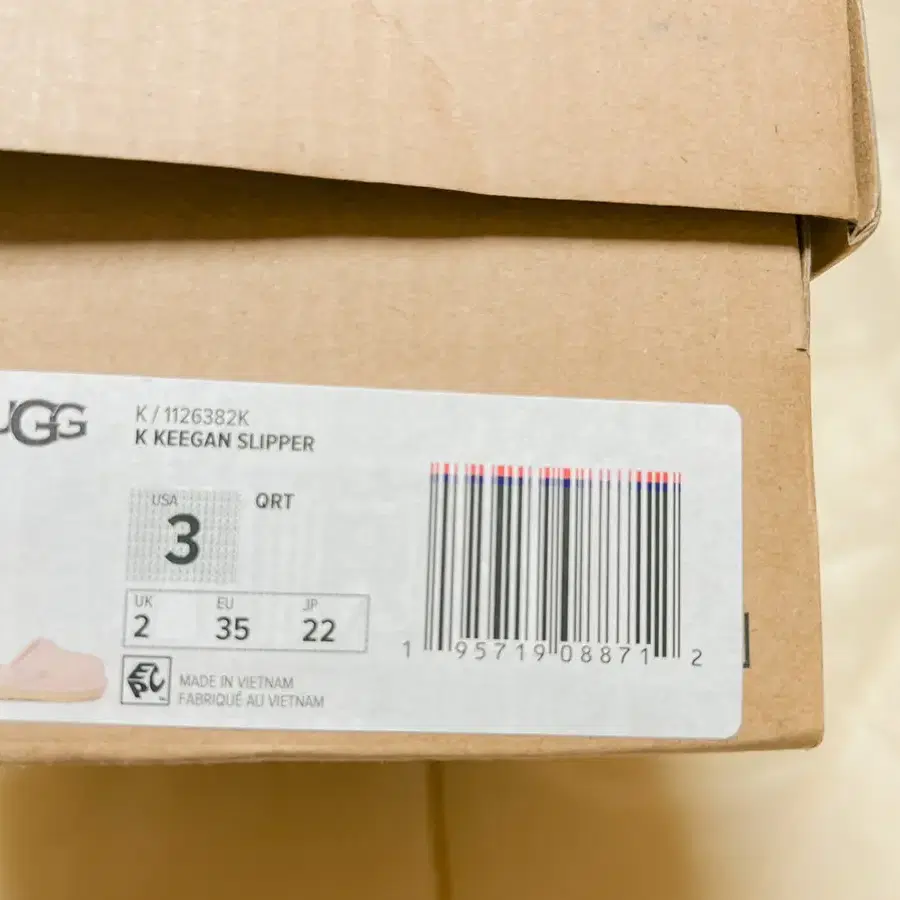 UGG
K / 1126382K
K KEEGAN SLIPPER
USA
3
QRT
UK
2
EU
35
JP
22
EPC
MADE IN VIETNAM
FABRIQUÉ AU VIETNAM
1 95719 08871 2